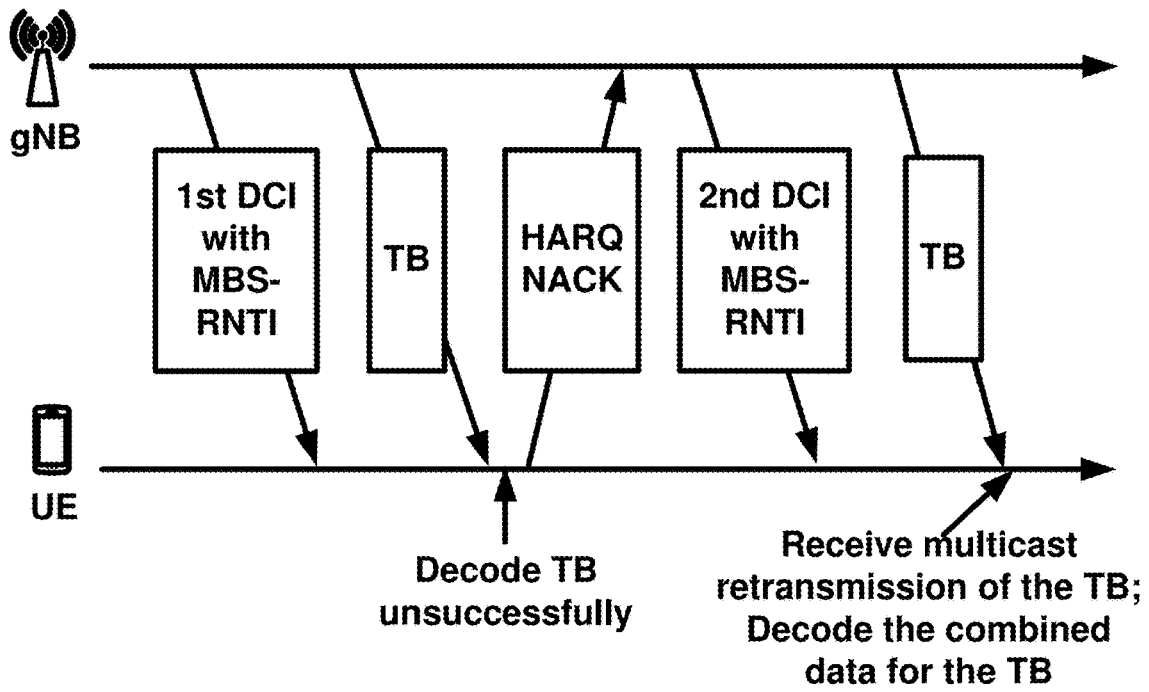 gNB
1st DCI
with
MBS-
RNTI
TB
HARQ
NACK
2nd DCI
with
MBS-
RNTI
TB
UE
Decode TB
unsuccessfully
Receive multicast
retransmission of the TB;
Decode the combined
data for the TB